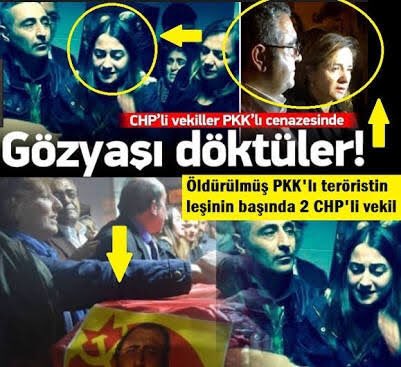 CHP'li vekiller PKK'lı cenazesinde
Gözyaşı döktüler!
Öldürülmüş PKK'lı teröristin
leşinin başında 2 CHP'li vekil